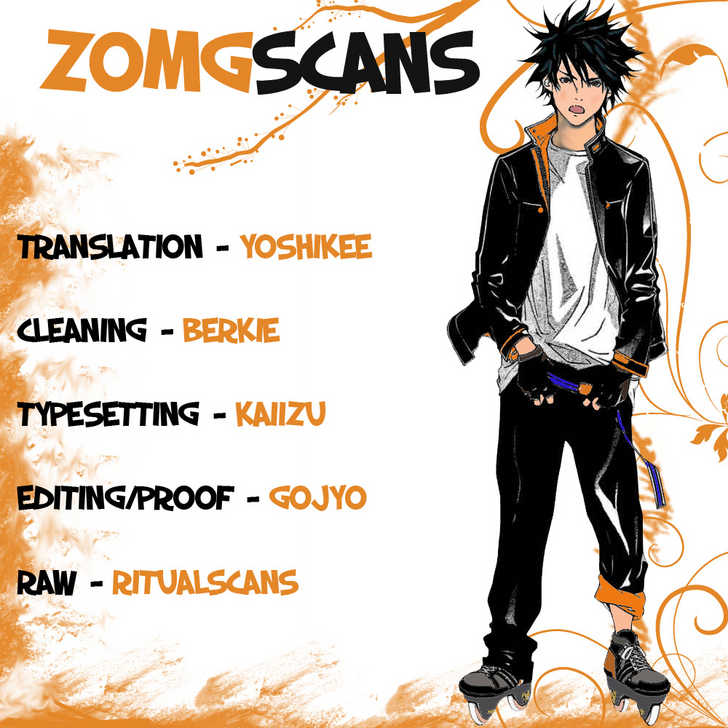 ZOMGSCANS
TRANSLATION - YOSHIKEE
CLEANING - BERKIE
TYPESETTING - KAIIZU
EDITING/PROOF - GOJYO
RAW - RITUALSCANS